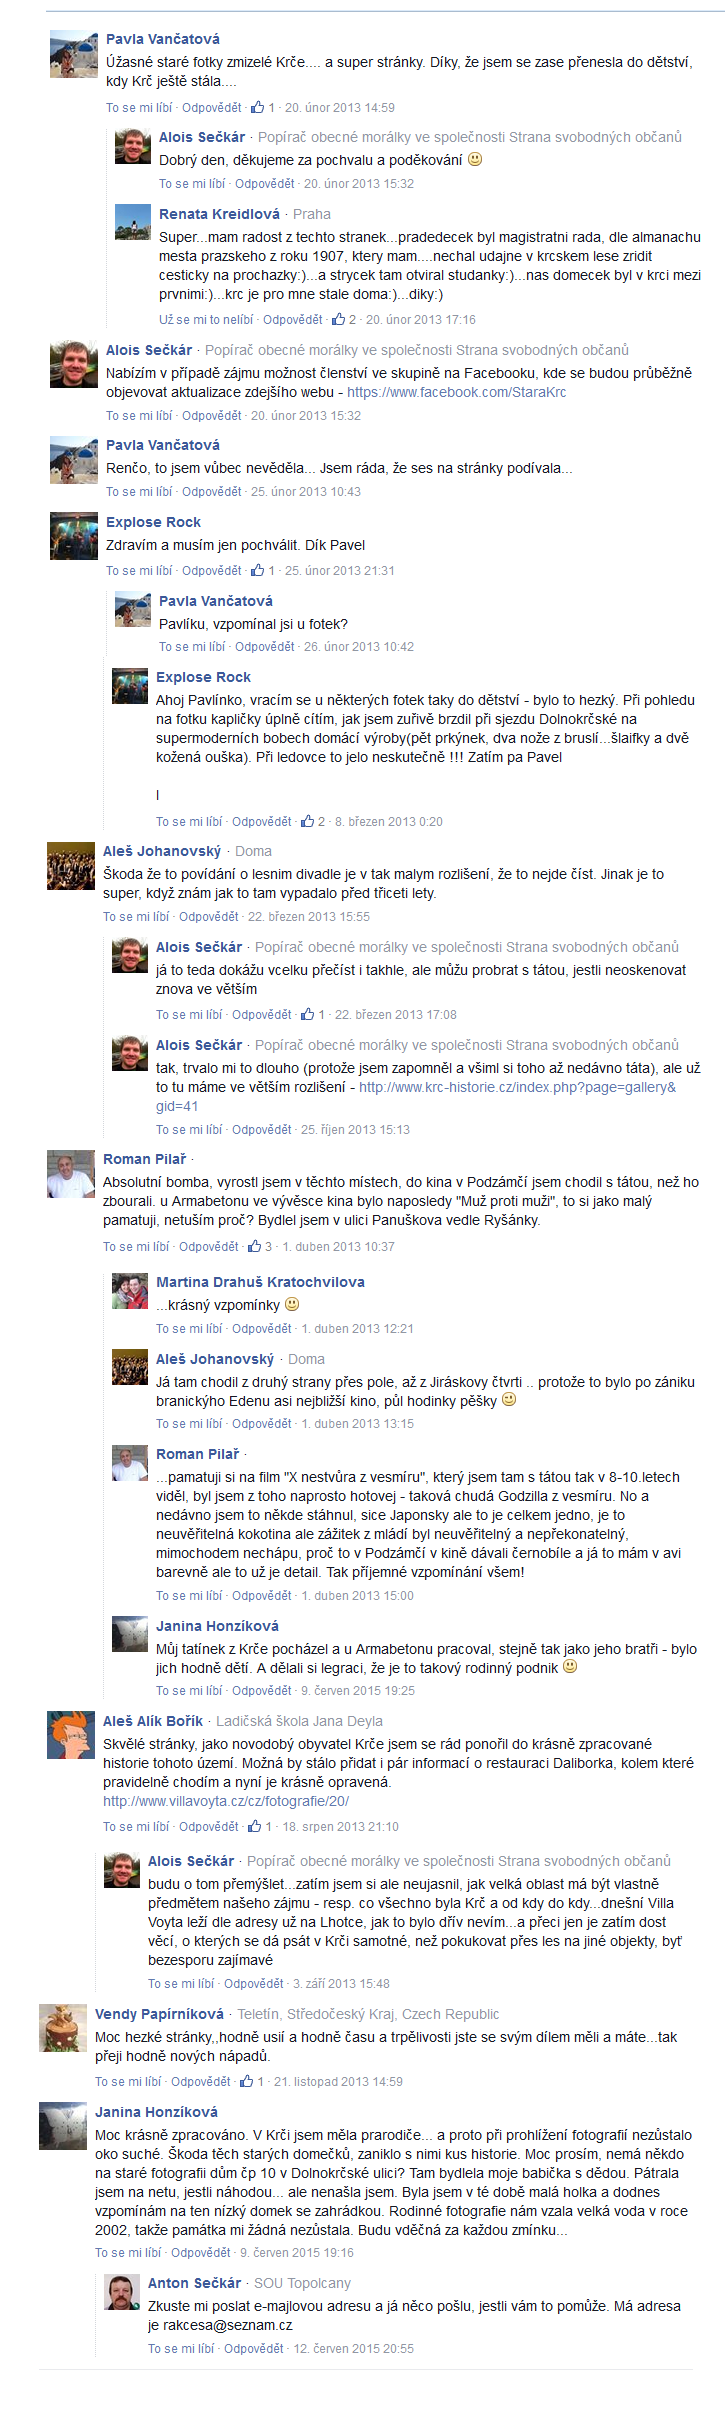 Pavla Vančatová
Úžasné staré fotky zmizelé Krče.... a super stránky. Díky, že jsem se zase přenesla do dětství,
kdy Krč ještě stála....
To se mi líbí · Odpovědět · 1 · 20. únor 2013 14:59
Alois Sečkár · Popírač obecné morálky ve společnosti Strana svobodných občanů
Dobrý den, děkujeme za pochvalu a poděkování 🙂
To se mi líbí · Odpovědět · 20. únor 2013 15:32
Renata Kreidlová · Praha
Super...mam radost z techto stranek...pradedecek byl magistratni rada, dle almanachu
mesta prazskeho z roku 1907, ktery mam....nechal udajne v krcskem lese zridit
cesticky na prochazky:)...a strycek tam otviral studanky:)...nas domecek byl v krci mezi
prvnimi:)...krc je pro mne stale doma:)...diky:)
Už se mi to nelíbí · Odpovědět · 2 · 20. únor 2013 17:16
Alois Sečkár · Popírač obecné morálky ve společnosti Strana svobodných občanů
Nabízím v případě zájmu možnost členství ve skupině na Facebooku, kde se budou průběžně
objevovat aktualizace zdejšího webu - https://www.facebook.com/StaraKrc
To se mi líbí · Odpovědět · 20. únor 2013 15:32
Pavla Vančatová
Renčo, to jsem vůbec nevěděla... Jsem ráda, že ses na stránky podívala...
To se mi líbí · Odpovědět · 25. únor 2013 10:43
Explose Rock
Zdravím a musím jen pochválit. Dík Pavel
To se mi líbí · Odpovědět · 1 · 25. únor 2013 21:31
Pavla Vančatová
Pavlíku, vzpomínal jsi u fotek?
To se mi líbí · Odpovědět · 26. únor 2013 10:42
Explose Rock
Ahoj Pavlínko, vracím se u některých fotek taky do dětství - bylo to hezký. Při pohledu
na fotku kapličky úplně cítím, jak jsem zuřivě brzdil při sjezdu Dolnokrčské na
supermoderních bobech domácí výroby(pět prkýnek, dva nože z bruslí...šlaifky a dvě
kožená ouška). Při ledovce to jelo neskutečně !!! Zatím pa Pavel
I
To se mi líbí · Odpovědět · 2 · 8. březen 2013 0:20
Aleš Johanovský · Doma
Škoda že to povídání o lesnim divadle je v tak malym rozlišení, že to nejde číst. Jinak je to
super, když znám jak to tam vypadalo před třiceti lety.
To se mi líbí · Odpovědět · 22. březen 2013 15:55
Alois Sečkár · Popírač obecné morálky ve společnosti Strana svobodných občanů
já to teda dokážu vcelku přečíst i takhle, ale můžu probrat s tátou, jestli neoskenovat
znova ve větším
To se mi líbí · Odpovědět · 1 · 22. březen 2013 17:08
Alois Sečkár · Popírač obecné morálky ve společnosti Strana svobodných občanů
tak, trvalo mi to dlouho (protože jsem zapomněl a všiml si toho až nedávno táta), ale už
to tu máme ve větším rozlišení - http://www.krc-historie.cz/index.php?page=gallery&
gid=41
To se mi líbí · Odpovědět · 25. říjen 2013 15:13
Roman Pilař ·
Absolutní bomba, vyrostl jsem v těchto místech, do kina v Podzámčí jsem chodil s tátou, než ho
zbourali. u Armabetonu ve vývěsce kina bylo naposledy "Muž proti muži", to si jako malý
pamatuji, netuším proč? Bydlel jsem v ulici Panuškova vedle Ryšánky.
To se mi líbí · Odpovědět · 3 · 1. duben 2013 10:37
Martina Drahuš Kratochvilova
...krásný vzpomínky 🙂
To se mi líbí · Odpovědět · 1. duben 2013 12:21
Aleš Johanovský · Doma
Já tam chodil z druhý strany přes pole, až z Jiráskovy čtvrti .. protože to bylo po zániku
branickýho Edenu asi nejbližší kino, půl hodinky pěšky 😉
To se mi líbí · Odpovědět · 1. duben 2013 13:15
Roman Pilař ·
...pamatuji si na film "X nestvůra z vesmíru", který jsem tam s tátou tak v 8-10.letech
viděl, byl jsem z toho naprosto hotovej - taková chudá Godzilla z vesmíru. No a
nedávno jsem to někde stáhnul, sice Japonsky ale to je celkem jedno, je to
neuvěřitelná kokotina ale zážitek z mládí byl neuvěřitelný a nepřekonatelný,
mimochodem nechápu, proč to v Podzámčí v kině dávali černobíle a já to mám v avi
barevně ale to už je detail. Tak příjemné vzpomínání všem!
To se mi líbí · Odpovědět · 1. duben 2013 15:00
Janina Honzíková
Můj tatínek z Krče pocházel a u Armabetonu pracoval, stejně tak jako jeho bratři - bylo
jich hodně dětí. A dělali si legraci, že je to takový rodinný podnik 🙂
To se mi líbí · Odpovědět · 9. červen 2015 19:25
Aleš Alík Bořík · Ladičská škola Jana Deyla
Skvělé stránky, jako novodobý obyvatel Krče jsem se rád ponořil do krásně zpracované
historie tohoto území. Možná by stálo přidat i pár informací o restauraci Daliborka, kolem které
pravidelně chodím a nyní je krásně opravená.
http://www.villavoyta.cz/cz/fotografie/20/
To se mi líbí · Odpovědět · 1 · 18. srpen 2013 21:10
Alois Sečkár · Popírač obecné morálky ve společnosti Strana svobodných občanů
budu o tom přemýšlet...zatím jsem si ale neujasnil, jak velká oblast má být vlastně
předmětem našeho zájmu - resp. co všechno byla Krč a od kdy do kdy...dnešní Villa
Voyta leží dle adresy už na Lhotce, jak to bylo dřív nevím...a přeci jen je zatím dost
věcí, o kterých se dá psát v Krči samotné, než pokukovat přes les na jiné objekty, byť
bezesporu zajímavé
To se mi líbí · Odpovědět · 3. září 2013 15:48
Vendy Papírníková · Teletín, Středočeský Kraj, Czech Republic
Moc hezké stránky,,hodně usií a hodně času a trpělivosti jste se svým dílem měli a máte...tak
přeji hodně nových nápadů.
To se mi líbí · Odpovědět · 1 · 21. listopad 2013 14:59
Janina Honzíková
Moc krásně zpracováno. V Krči jsem měla prarodiče... a proto při prohlížení fotografií nezůstalo
oko suché. Škoda těch starých domečků, zaniklo s nimi kus historie. Moc prosím, nemá někdo
na staré fotografii dům čp 10 v Dolnokrčské ulici? Tam bydlela moje babička s dědou. Pátrala
jsem na netu, jestli náhodou... ale nenašla jsem. Byla jsem v té době malá holka a dodnes
vzpomínám na ten nízký domek se zahrádkou. Rodinné fotografie nám vzala velká voda v roce
2002, takže památka mi žádná nezůstala. Budu vděčná za každou zmínku...
To se mi líbí · Odpovědět · 9. červen 2015 19:16
Anton Sečkár · SOU Topolcany
Zkuste mi poslat e-majlovou adresu a já něco pošlu, jestli vám to pomůže. Má adresa
je rakcesa@seznam.cz
To se mi líbí · Odpovědět · 12. červen 2015 20:55